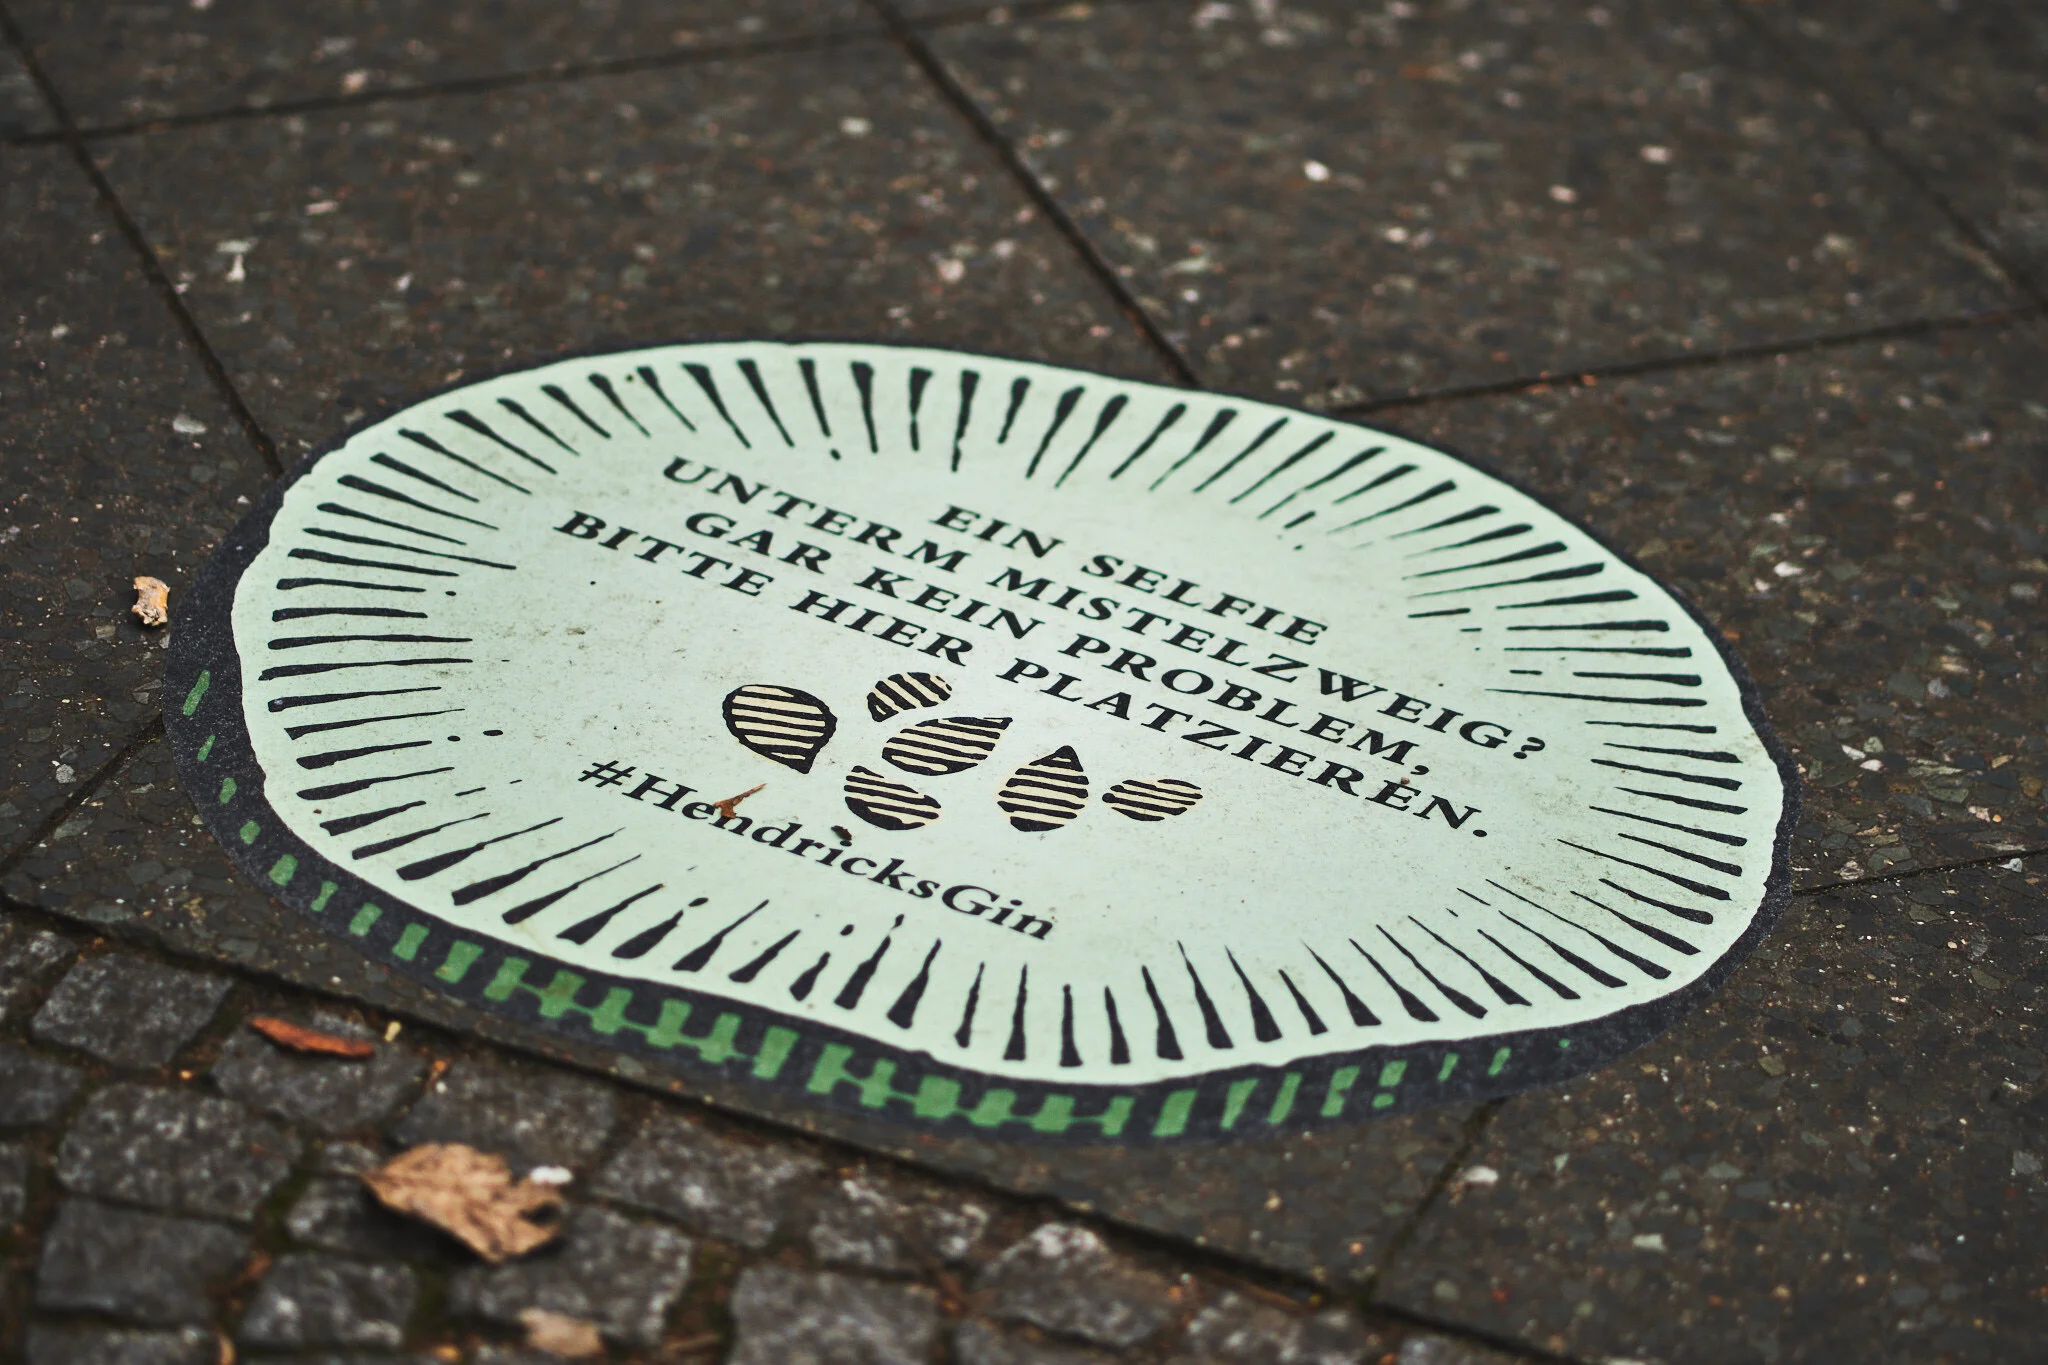 EIN SELFIE
UNTERM MISTELZWEIG?
GAR KEIN PROBLEM,
BITTE HIER PLATZIEREN.
#HendricksGin